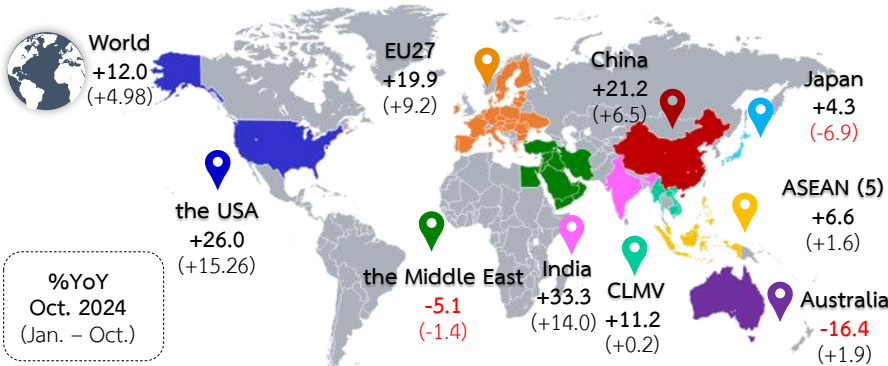 World
+12.0
(+4.98)
EU27
+19.9
(+9.2)
China
+21.2
(+6.5)
Japan
+4.3
(-6.9)
the USA
+26.0
(+15.26)
ASEAN (5)
+6.6
(+1.6)
the Middle East
-5.1
(-1.4)
India
+33.3
(+14.0)
CLMV
+11.2
(+0.2)
Australia
-16.4
(+1.9)
%YoY
Oct. 2024
(Jan. – Oct.)